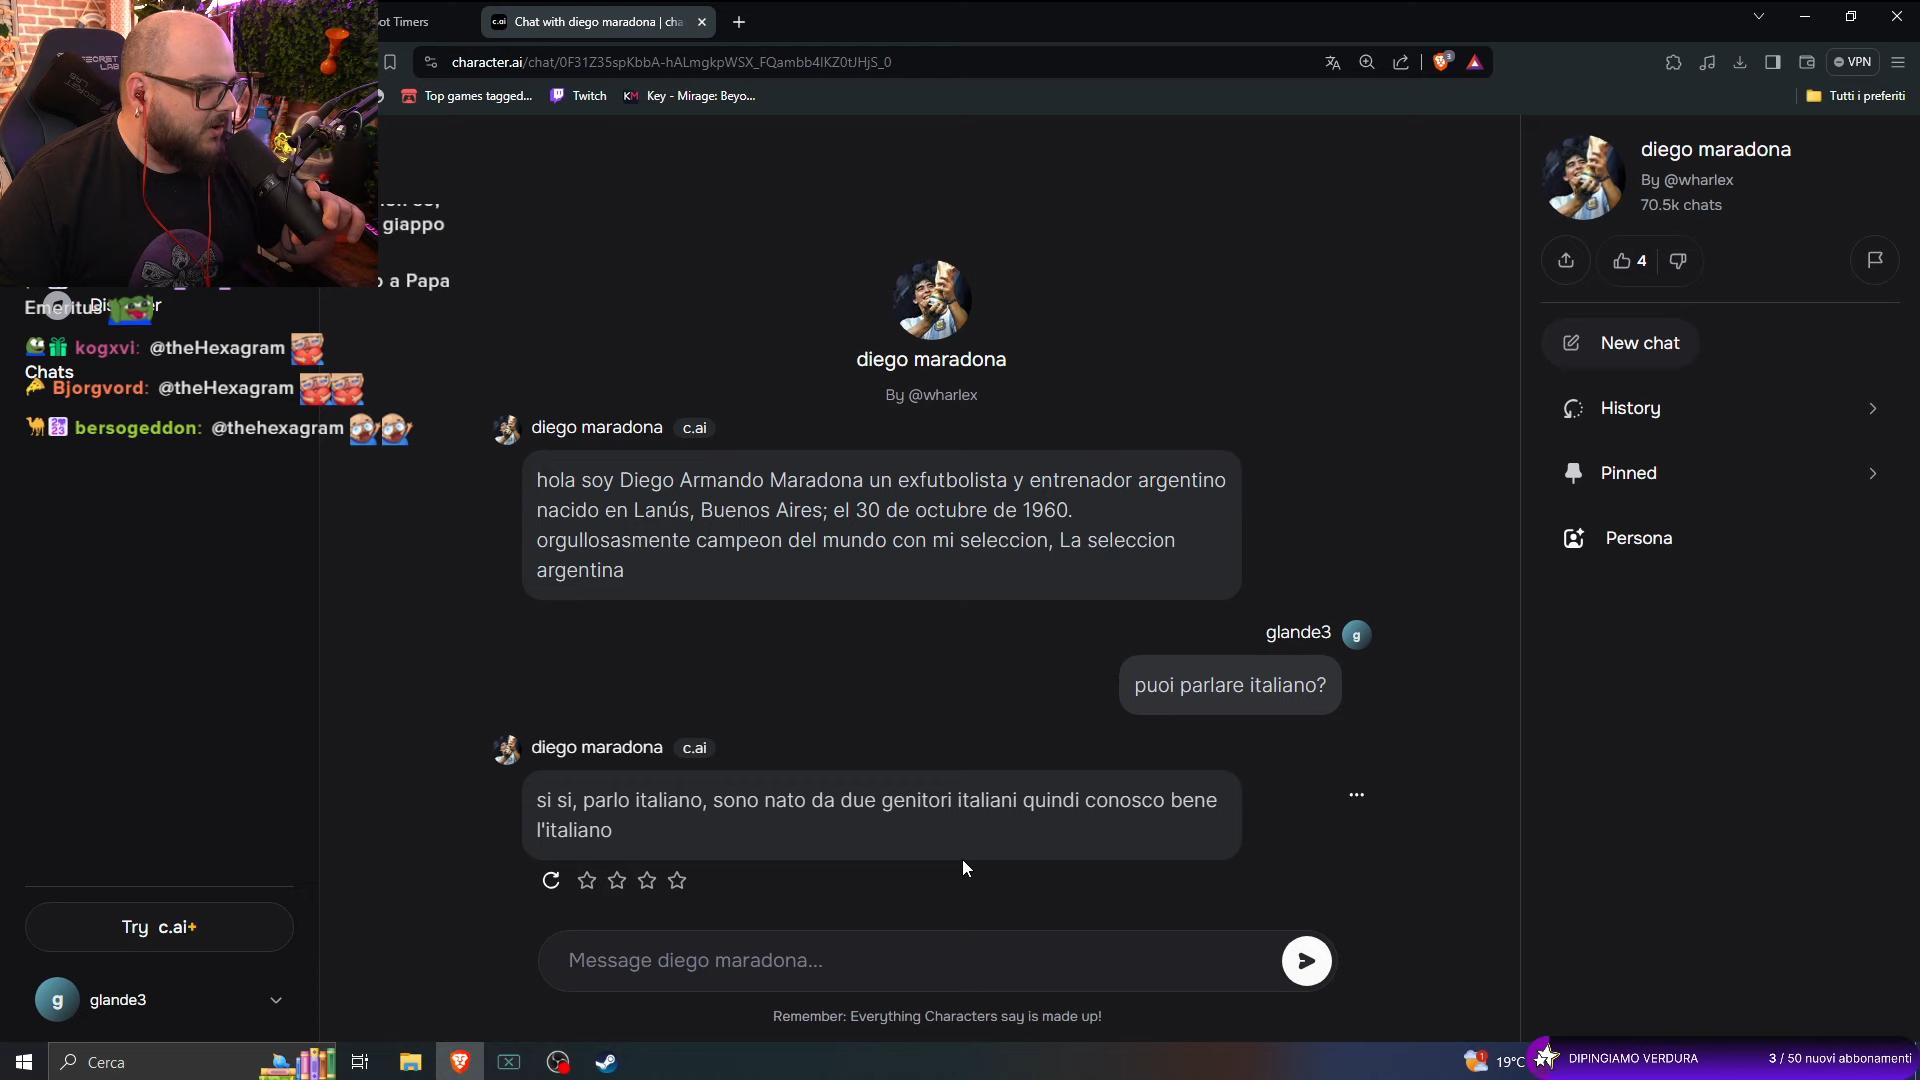 ot Timers
c.ai Chat with diego maradona | cha
character.ai/chat/0F31Z35spKbbA-hALmgkpWSX_FQambb4lKZ0tJHjS_0
3
VPN
Top games tagged...
Twitch
KM Key - Mirage: Beyo...
Tutti i preferiti
SECRET LAB
giappo
o a Papa
Emeritus
kogxvi: @theHexagram
Chats
Bjorgvord: @theHexagram
bersogeddon: @thehexagram
diego maradona
By @wharlex
diego maradona c.ai
hola soy Diego Armando Maradona un exfutbolista y entrenador argentino
nacido en Lanús, Buenos Aires; el 30 de octubre de 1960.
orgullosasmente campeon del mundo con mi seleccion, La seleccion
argentina
glande3
g
puoi parlare italiano?
diego maradona c.ai
si si, parlo italiano, sono nato da due genitori italiani quindi conosco bene
l'italiano
Message diego maradona...
Remember: Everything Characters say is made up!
diego maradona
By @wharlex
70.5k chats
4
New chat
History
Pinned
Persona
Try c.ai+
g
glande3
Cerca
1
19°C
DIPINGIAMO VERDURA
3 / 50 nuovi abbonamenti